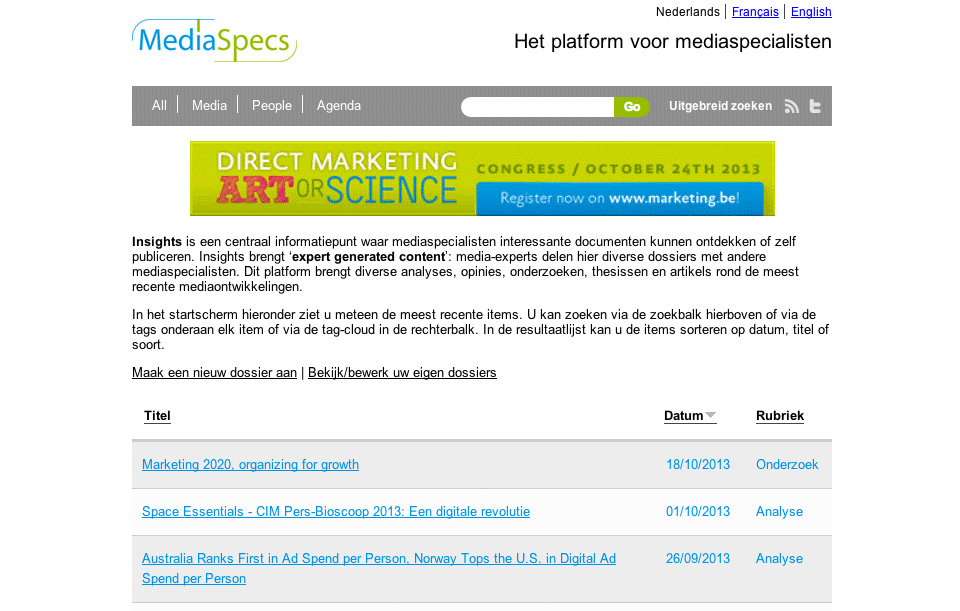 Nederlands Français English
MediaSpecs
Het platform voor mediaspecialisten
All Media People Agenda Go Uitgebreid zoeken
DIRECT MARKETING
ART OR SCIENCE
CONGRESS / OCTOBER 24TH 2013
Register now on www.marketing.be!
Insights is een centraal informatiepunt waar mediaspecialisten interessante documenten kunnen ontdekken of zelf
publiceren. Insights brengt ‘expert generated content’: media-experts delen hier diverse dossiers met andere
mediaspecialisten. Dit platform brengt diverse analyses, opinies, onderzoeken, thesissen en artikels rond de meest
recente mediaontwikkelingen.
In het startscherm hieronder ziet u meteen de meest recente items. U kan zoeken via de zoekbalk hierboven of via de
tags onderaan elk item of via de tag-cloud in de rechterbalk. In de resultaatlijst kan u de items sorteren op datum, titel of
soort.
Maak een nieuw dossier aan | Bekijk/bewerk uw eigen dossiers
Titel Datum Rubriek
Marketing 2020, organizing for growth 18/10/2013 Onderzoek
Space Essentials - CIM Pers-Bioscoop 2013: Een digitale revolutie 01/10/2013 Analyse
Australia Ranks First in Ad Spend per Person, Norway Tops the U.S. in Digital Ad 26/09/2013 Analyse
Spend per Person